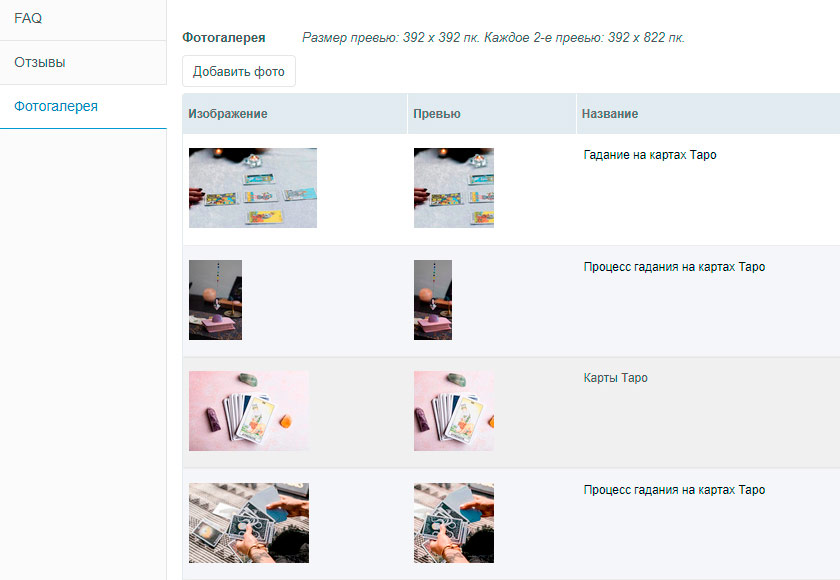 FAQ
Отзывы
Фотогалерея
Фотогалерея Размер превью: 392 х 392 пк. Каждое 2-е превью: 392 х 822 пк.
Добавить фото
Изображение Превью Название
Гадание на картах Таро
Процесс гадания на картах Таро
Карты Таро
Процесс гадания на картах Таро